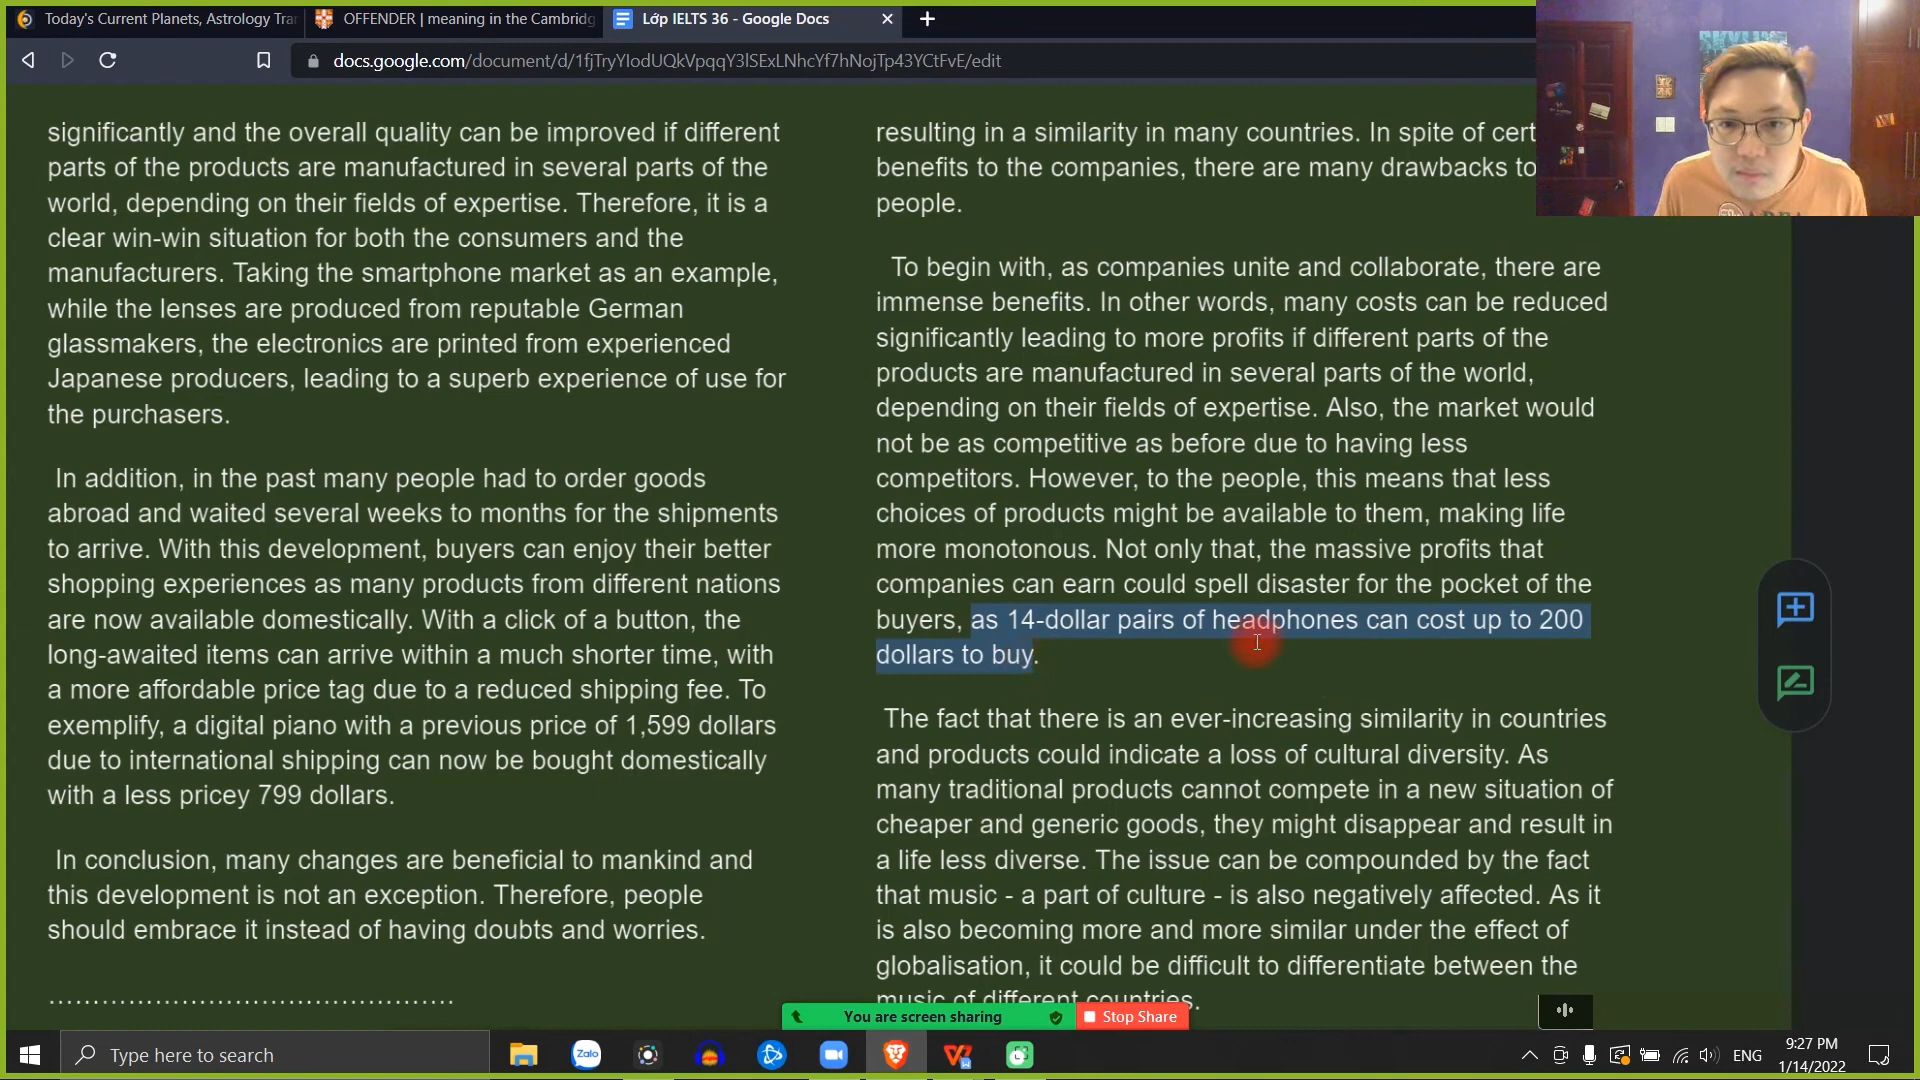 Today's Current Planets, Astrology Tra
OFFENDER | meaning in the Cambridg
Lớp IELTS 36 - Google Docs
docs.google.com/document/d/1fjTryYIodUQkVpqqY3lSExLNhcYf7hNojTp43YCtFvE/edit
significantly and the overall quality can be improved if different
parts of the products are manufactured in several parts of the
world, depending on their fields of expertise. Therefore, it is a
clear win-win situation for both the consumers and the
manufacturers. Taking the smartphone market as an example,
while the lenses are produced from reputable German
glassmakers, the electronics are printed from experienced
Japanese producers, leading to a superb experience of use for
the purchasers.
In addition, in the past many people had to order goods
abroad and waited several weeks to months for the shipments
to arrive. With this development, buyers can enjoy their better
shopping experiences as many products from different nations
are now available domestically. With a click of a button, the
long-awaited items can arrive within a much shorter time, with
a more affordable price tag due to a reduced shipping fee. To
exemplify, a digital piano with a previous price of 1,599 dollars
due to international shipping can now be bought domestically
with a less pricey 799 dollars.
In conclusion, many changes are beneficial to mankind and
this development is not an exception. Therefore, people
should embrace it instead of having doubts and worries.
……………………………………….
resulting in a similarity in many countries. In spite of cert
benefits to the companies, there are many drawbacks to
people.
To begin with, as companies unite and collaborate, there are
immense benefits. In other words, many costs can be reduced
significantly leading to more profits if different parts of the
products are manufactured in several parts of the world,
depending on their fields of expertise. Also, the market would
not be as competitive as before due to having less
competitors. However, to the people, this means that less
choices of products might be available to them, making life
more monotonous. Not only that, the massive profits that
companies can earn could spell disaster for the pocket of the
buyers, as 14-dollar pairs of headphones can cost up to 200
dollars to buy.
The fact that there is an ever-increasing similarity in countries
and products could indicate a loss of cultural diversity. As
many traditional products cannot compete in a new situation of
cheaper and generic goods, they might disappear and result in
a life less diverse. The issue can be compounded by the fact
that music - a part of culture - is also negatively affected. As it
is also becoming more and more similar under the effect of
globalisation, it could be difficult to differentiate between the
music of different countries.
You are screen sharing
Stop Share
Type here to search
Zalo
ENG
9:27 PM
1/14/2022